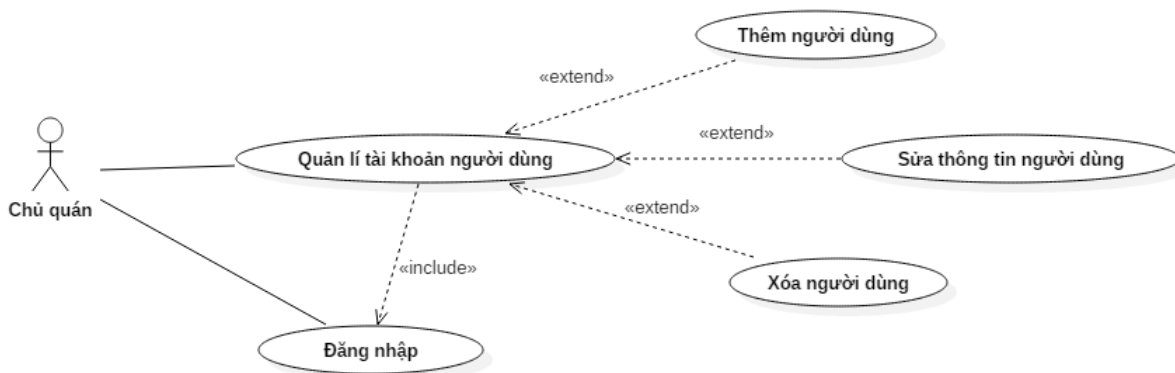 Thêm người dùng
«extend»
«extend»
Quản lí tài khoản người dùng
Sửa thông tin người dùng
Chủ quán
«extend»
«include»
Xóa người dùng
Đăng nhập